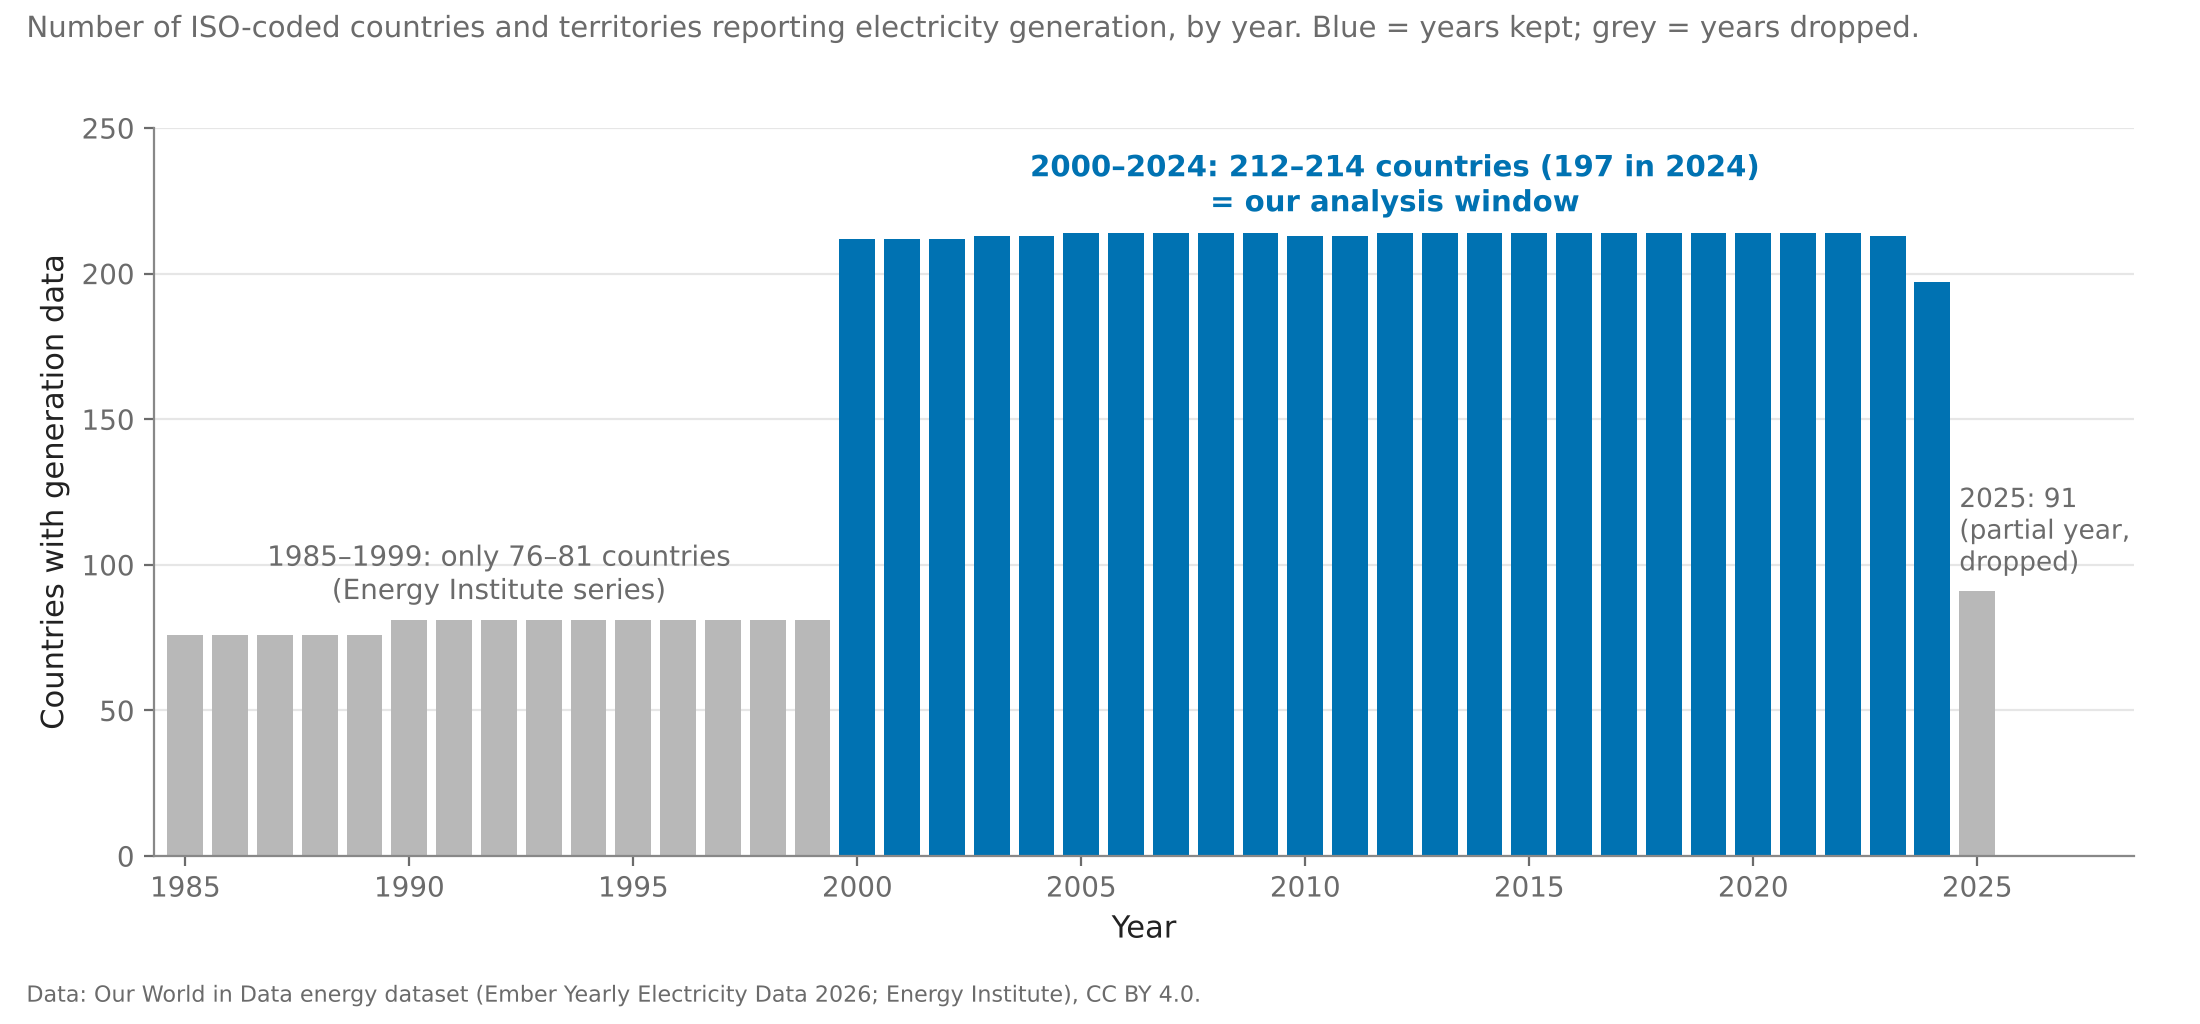 Number of ISO-coded countries and territories reporting electricity generation, by year. Blue = years kept; grey = years dropped.
250
200
150
100
50
0
Countries with generation data
2000–2024: 212–214 countries (197 in 2024)
= our analysis window
1985–1999: only 76–81 countries
(Energy Institute series)
2025: 91
(partial year,
dropped)
1985 1990 1995 2000 2005 2010 2015 2020 2025
Year
Data: Our World in Data energy dataset (Ember Yearly Electricity Data 2026; Energy Institute), CC BY 4.0.